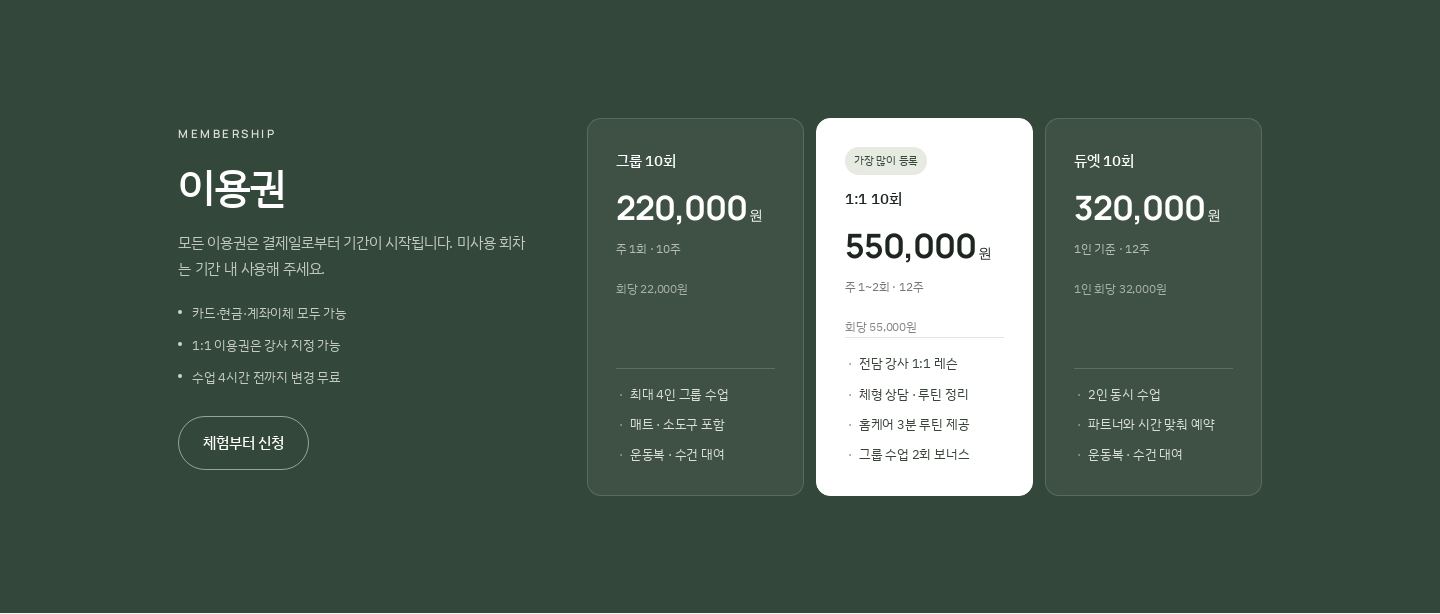 MEMBERSHIP
이용권
모든 이용권은 결제일로부터 기간이 시작됩니다. 미사용 회차
는 기간 내 사용해 주세요.
• 카드·현금·계좌이체 모두 가능
• 1:1 이용권은 강사 지정 가능
• 수업 4시간 전까지 변경 무료
체험부터 신청
그룹 10회
220,000원
주 1회 · 10주
회당 22,000원
· 최대 4인 그룹 수업
· 매트 · 소도구 포함
· 운동복 · 수건 대여
가장 많이 등록
1:1 10회
550,000원
주 1~2회 · 12주
회당 55,000원
· 전담 강사 1:1 레슨
· 체형 상담 · 루틴 정리
· 홈케어 3분 루틴 제공
· 그룹 수업 2회 보너스
듀엣 10회
320,000원
1인 기준 · 12주
1인 회당 32,000원
· 2인 동시 수업
· 파트너와 시간 맞춰 예약
· 운동복 · 수건 대여